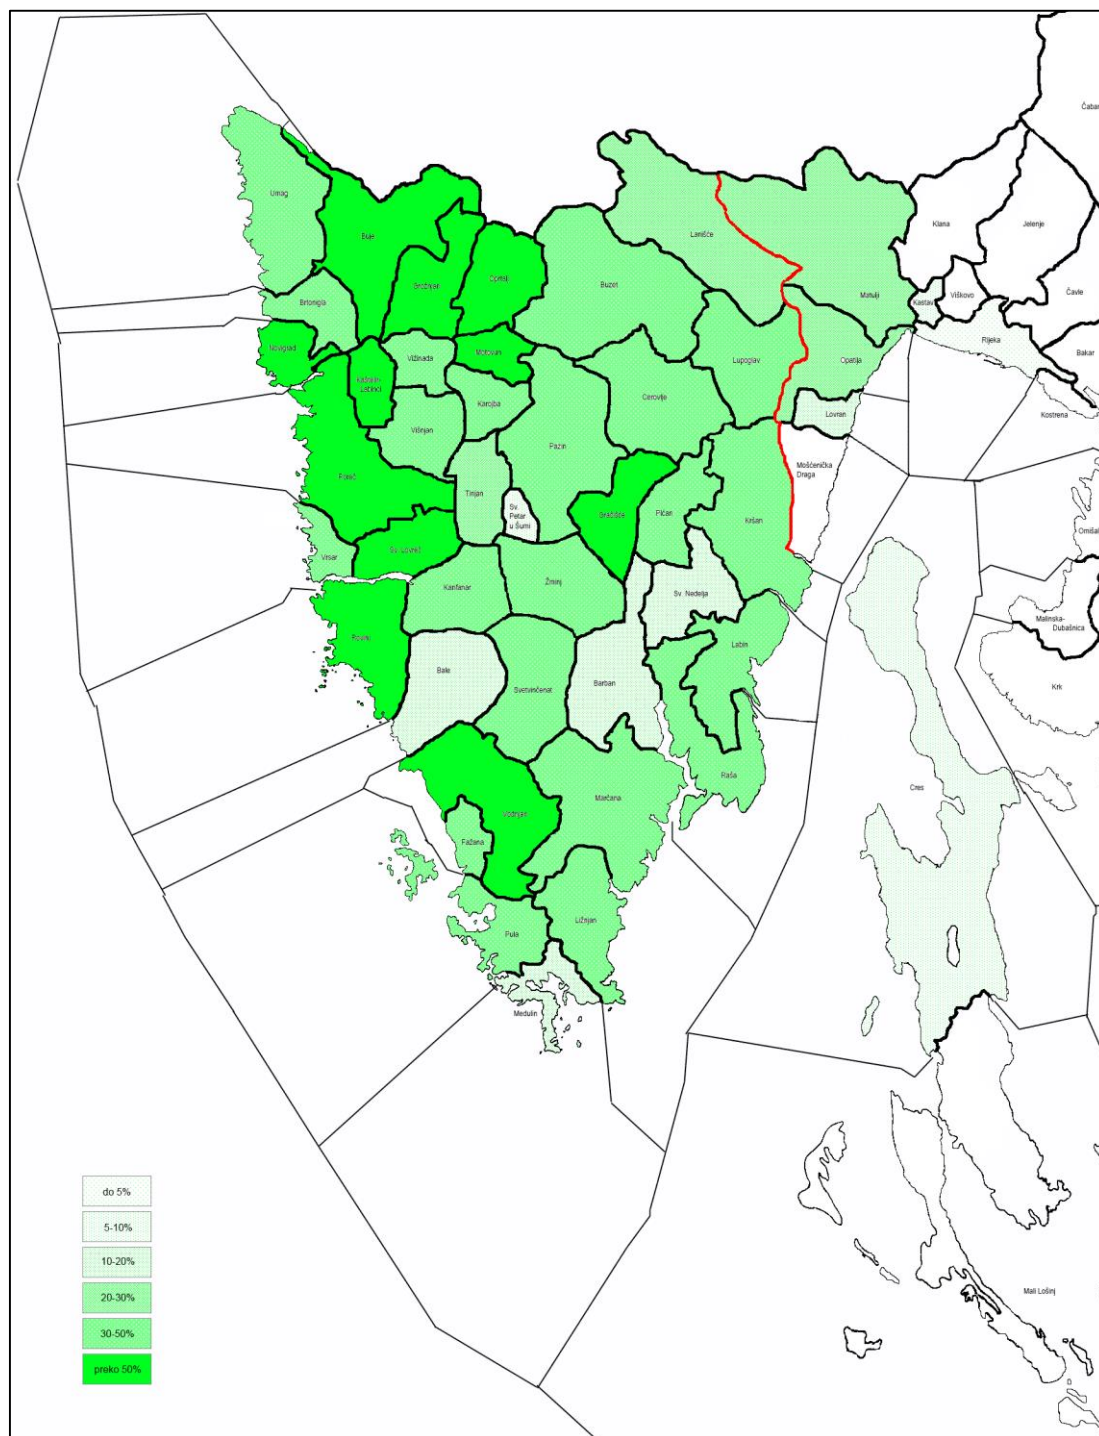 Čabar
Umag
Klana
Jelenje
Lanišće
Buje
Oprtalj
Grožnjan
Buzet
Matulji
Kastav
Viškovo
Čavle
Brtonigla
Rijeka
Novigrad
Vižinada
Motovun
Lupoglav
Opatija
Bakar
Kaštelir-
Labinci
Karojba
Cerovlje
Lovran
Kostrena
Višnjan
Pazin
Poreč
Mošćenička
Draga
Tinjan
Sv.
Petar
u Šumi
Gračišće
Pićan
Kršan
Omišalj
Vrsar
Sv. Lovreč
Kanfanar
Žminj
Sv. Nedelja
Malinska-
Dubašnica
Rovinj
Labin
Bale
Svetvinčenat
Barban
Krk
Raša
Cres
Marčana
Vodnjan
Fažana
Ližnjan
Pula
Medulin
do 5%
5-10%
10-20%
20-30%
30-50%
preko 50%
Mali Lošinj